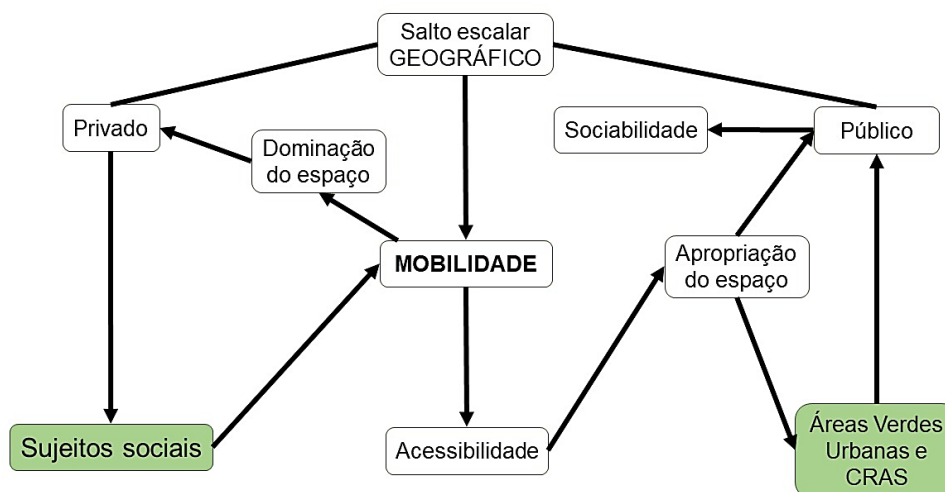 Salto escalar
GEOGRÁFICO
Privado
Dominação
do espaço
Sociabilidade
Público
MOBILIDADE
Apropriação
do espaço
Sujeitos sociais
Acessibilidade
Áreas Verdes
Urbanas e
CRAS